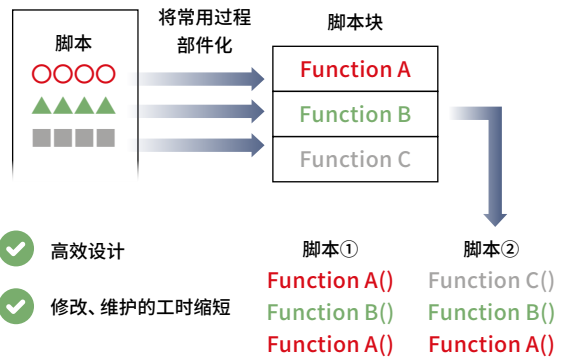 脚本
将常用过程
部件化
脚本块
Function A
Function B
Function C
高效设计
修改、维护的工时缩短
脚本①
Function A()
Function B()
Function A()
脚本②
Function C()
Function B()
Function A()